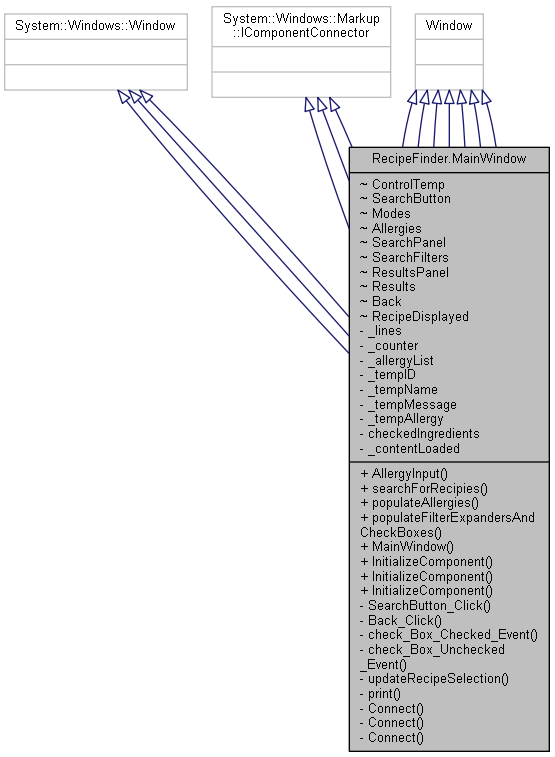 System::Windows::Window
System::Windows::Markup
::IComponentConnector
Window
RecipeFinder.MainWindow
~ ControlTemp
~ SearchButton
~ Modes
~ Allergies
~ SearchPanel
~ SearchFilters
~ ResultsPanel
~ Results
~ Back
~ RecipeDisplayed
- _lines
- _counter
- _allergyList
- _tempID
- _tempName
- _tempMessage
- _tempAllergy
- checkedIngredients
- _contentLoaded
+ AllergyInput()
+ searchForRecipies()
+ populateAllergies()
+ populateFilterExpandersAnd
CheckBoxes()
+ MainWindow()
+ InitializeComponent()
+ InitializeComponent()
+ InitializeComponent()
- SearchButton_Click()
- Back_Click()
- check_Box_Checked_Event()
- check_Box_Unchecked
_Event()
- updateRecipeSelection()
- print()
- Connect()
- Connect()
- Connect()